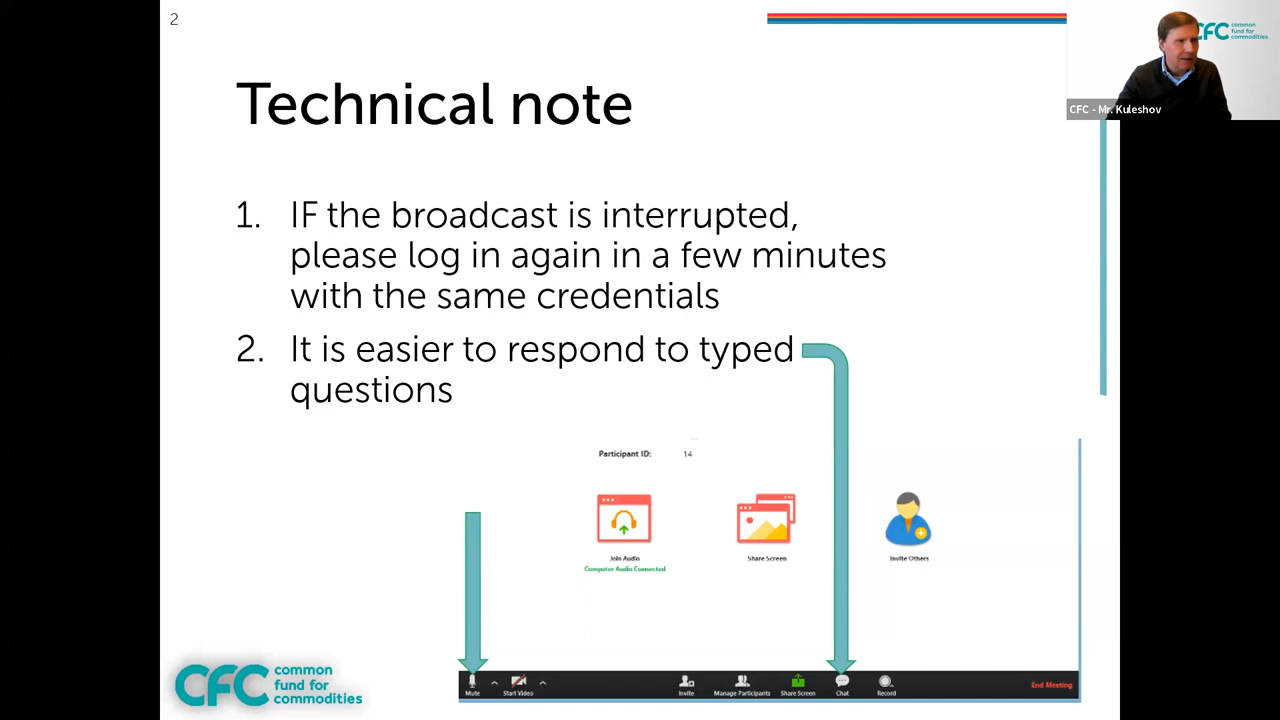 2
CFC common
fund for
commodities
CFC - Mr. Kuleshov
Technical note
1. IF the broadcast is interrupted,
please log in again in a few minutes
with the same credentials
2. It is easier to respond to typed
questions
Participant ID: 14
Join Audio
Computer Audio Connected
Share Screen
Invite Others
CFC common
fund for
commodities
Mute
Start Video
Invite
Manage Participants
Share Screen
Chat
Record
End Meeting